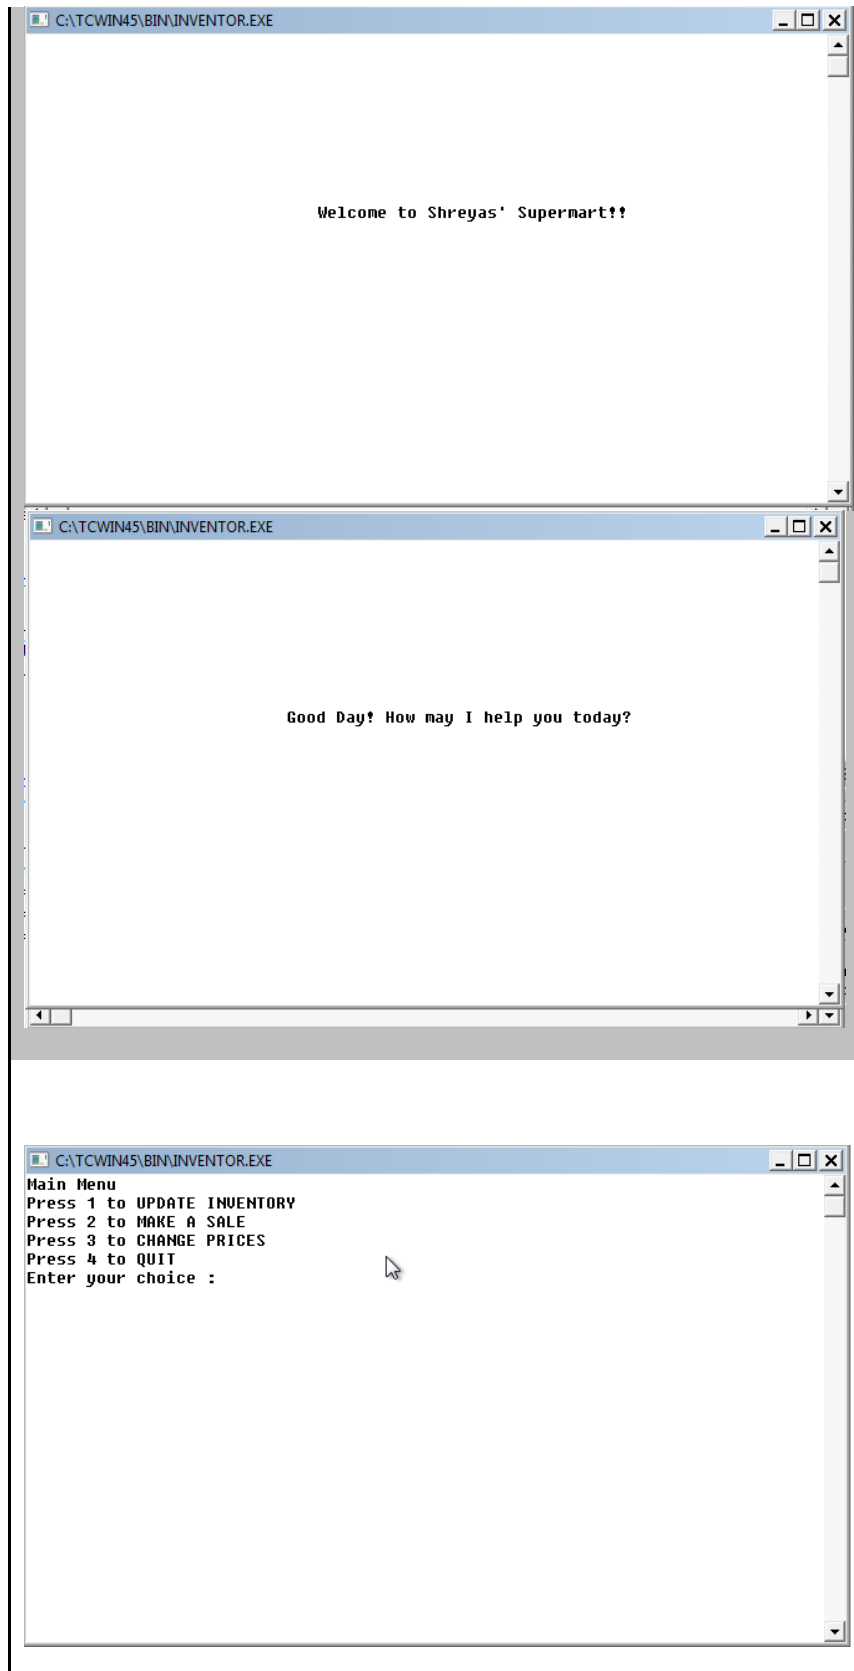 C:\TCWIN45\BIN\INVENTOR.EXE
Welcome to Shreyas' Supermart!!
C:\TCWIN45\BIN\INVENTOR.EXE
Good Day! How may I help you today?
C:\TCWIN45\BIN\INVENTOR.EXE
Main Menu
Press 1 to UPDATE INVENTORY
Press 2 to MAKE A SALE
Press 3 to CHANGE PRICES
Press 4 to QUIT
Enter your choice :